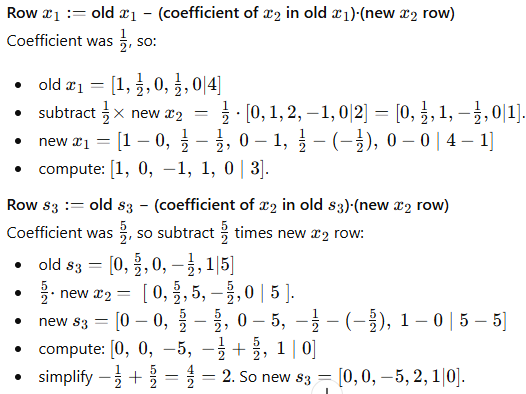 Row x₁ := old x₁ − (coefficient of x₂ in old x₁)·(new x₂ row)
Coefficient was 1/2, so:
• old x₁ = [1, 1/2, 0, 1/2, 0|4]
• subtract 1/2 × new x₂ = 1/2 · [0, 1, 2, −1, 0|2] = [0, 1/2, 1, −1/2, 0|1].
• new x₁ = [1 − 0, 1/2 − 1/2, 0 − 1, 1/2 − (−1/2), 0 − 0 | 4 − 1]
• compute: [1, 0, −1, 1, 0 | 3].
Row s₃ := old s₃ − (coefficient of x₂ in old s₃)·(new x₂ row)
Coefficient was 5/2, so subtract 5/2 times new x₂ row:
• old s₃ = [0, 5/2, 0, −1/2, 1|5]
• 5/2 · new x₂ = [ 0, 5/2, 5, −5/2, 0 | 5 ].
• new s₃ = [0 − 0, 5/2 − 5/2, 0 − 5, −1/2 − (−5/2), 1 − 0 | 5 − 5]
• compute: [0, 0, −5, −1/2 + 5/2, 1 | 0]
• simplify −1/2 + 5/2 = 4/2 = 2. So new s₃ = [0, 0, −5, 2, 1|0].